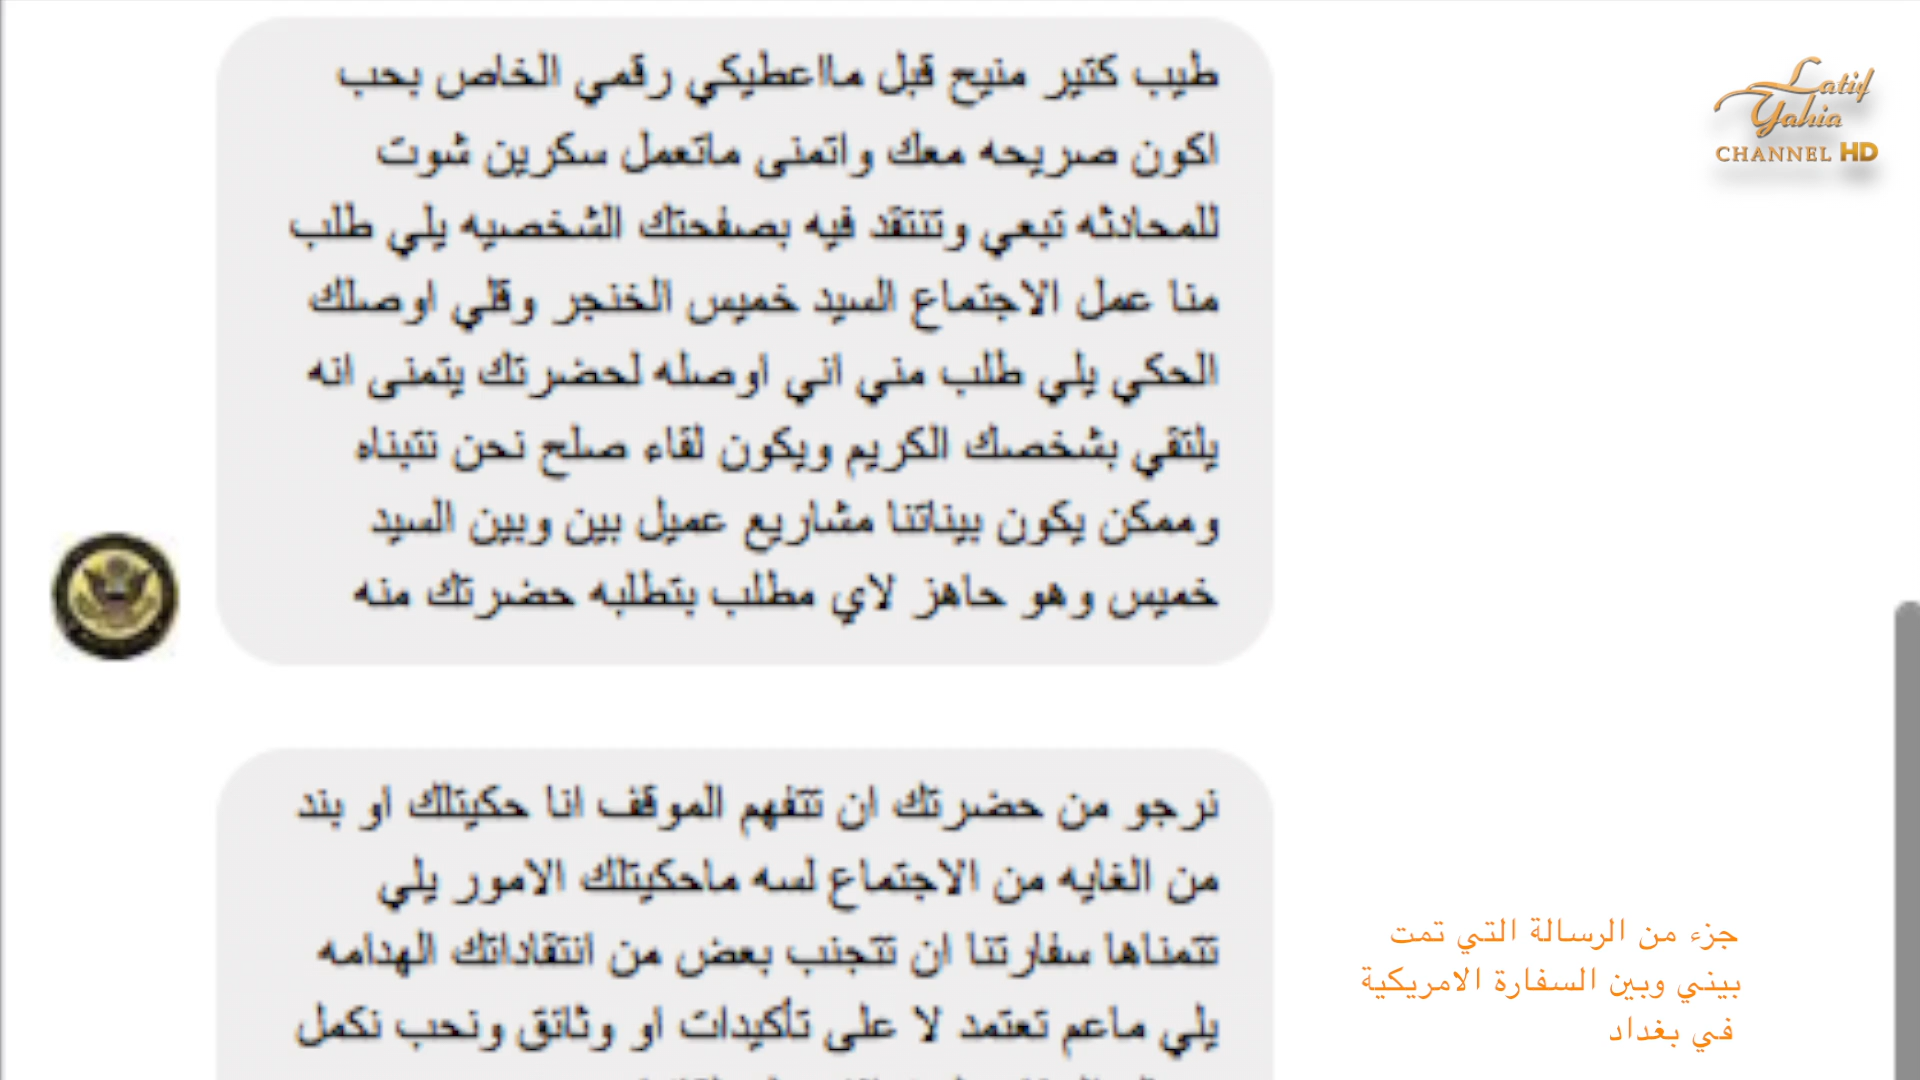 طيب كتير منيح قبل مااعطيكي رقمي الخاص بحب
اكون صريحه معك واتمنى ماتعمل سكرين شوت
للمحادثه تبعي وتنتقد فيه بصفحتك الشخصيه يلي طلب
منا عمل الاجتماع السيد خميس الخنجر وقلي اوصلك
الحكي يلي طلب مني اني اوصله لحضرتك يتمنى انه
يلتقي بشخصك الكريم ويكون لقاء صلح نحن نتبناه
وممكن يكون بيناتنا مشاريع عميل بين وبين السيد
خميس وهو حاهز لاي مطلب بتطلبه حضرتك منه
نرجو من حضرتك ان تتفهم الموقف انا حكيتلك او بند
من الغايه من الاجتماع لسه ماحكيتلك الامور يلي
تتمناها سفارتنا ان تتجنب بعض من انتقاداتك الهدامه
يلي ماعم تعتمد لا على تأكيدات او وثائق ونحب نكمل
Latif
Yahia
CHANNEL HD
جزء من الرسالة التي تمت
بيني وبين السفارة الامريكية
في بغداد